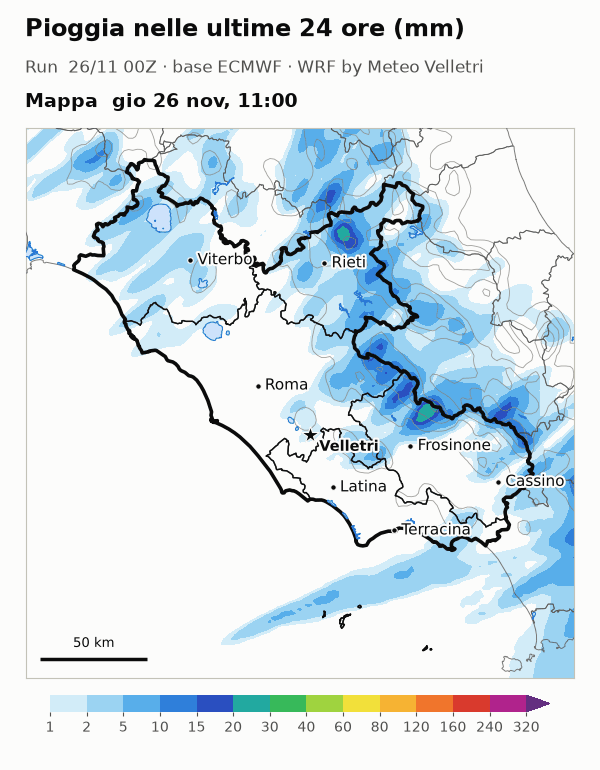 Pioggia nelle ultime 24 ore (mm)
Run  26/11 00Z · base ECMWF · WRF by Meteo Velletri
Mappa  gio 26 nov, 11:00
Viterbo
Rieti
Roma
Velletri
Frosinone
Cassino
Latina
Terracina
50 km
1 2 5 10 15 20 30 40 60 80 120 160 240 320